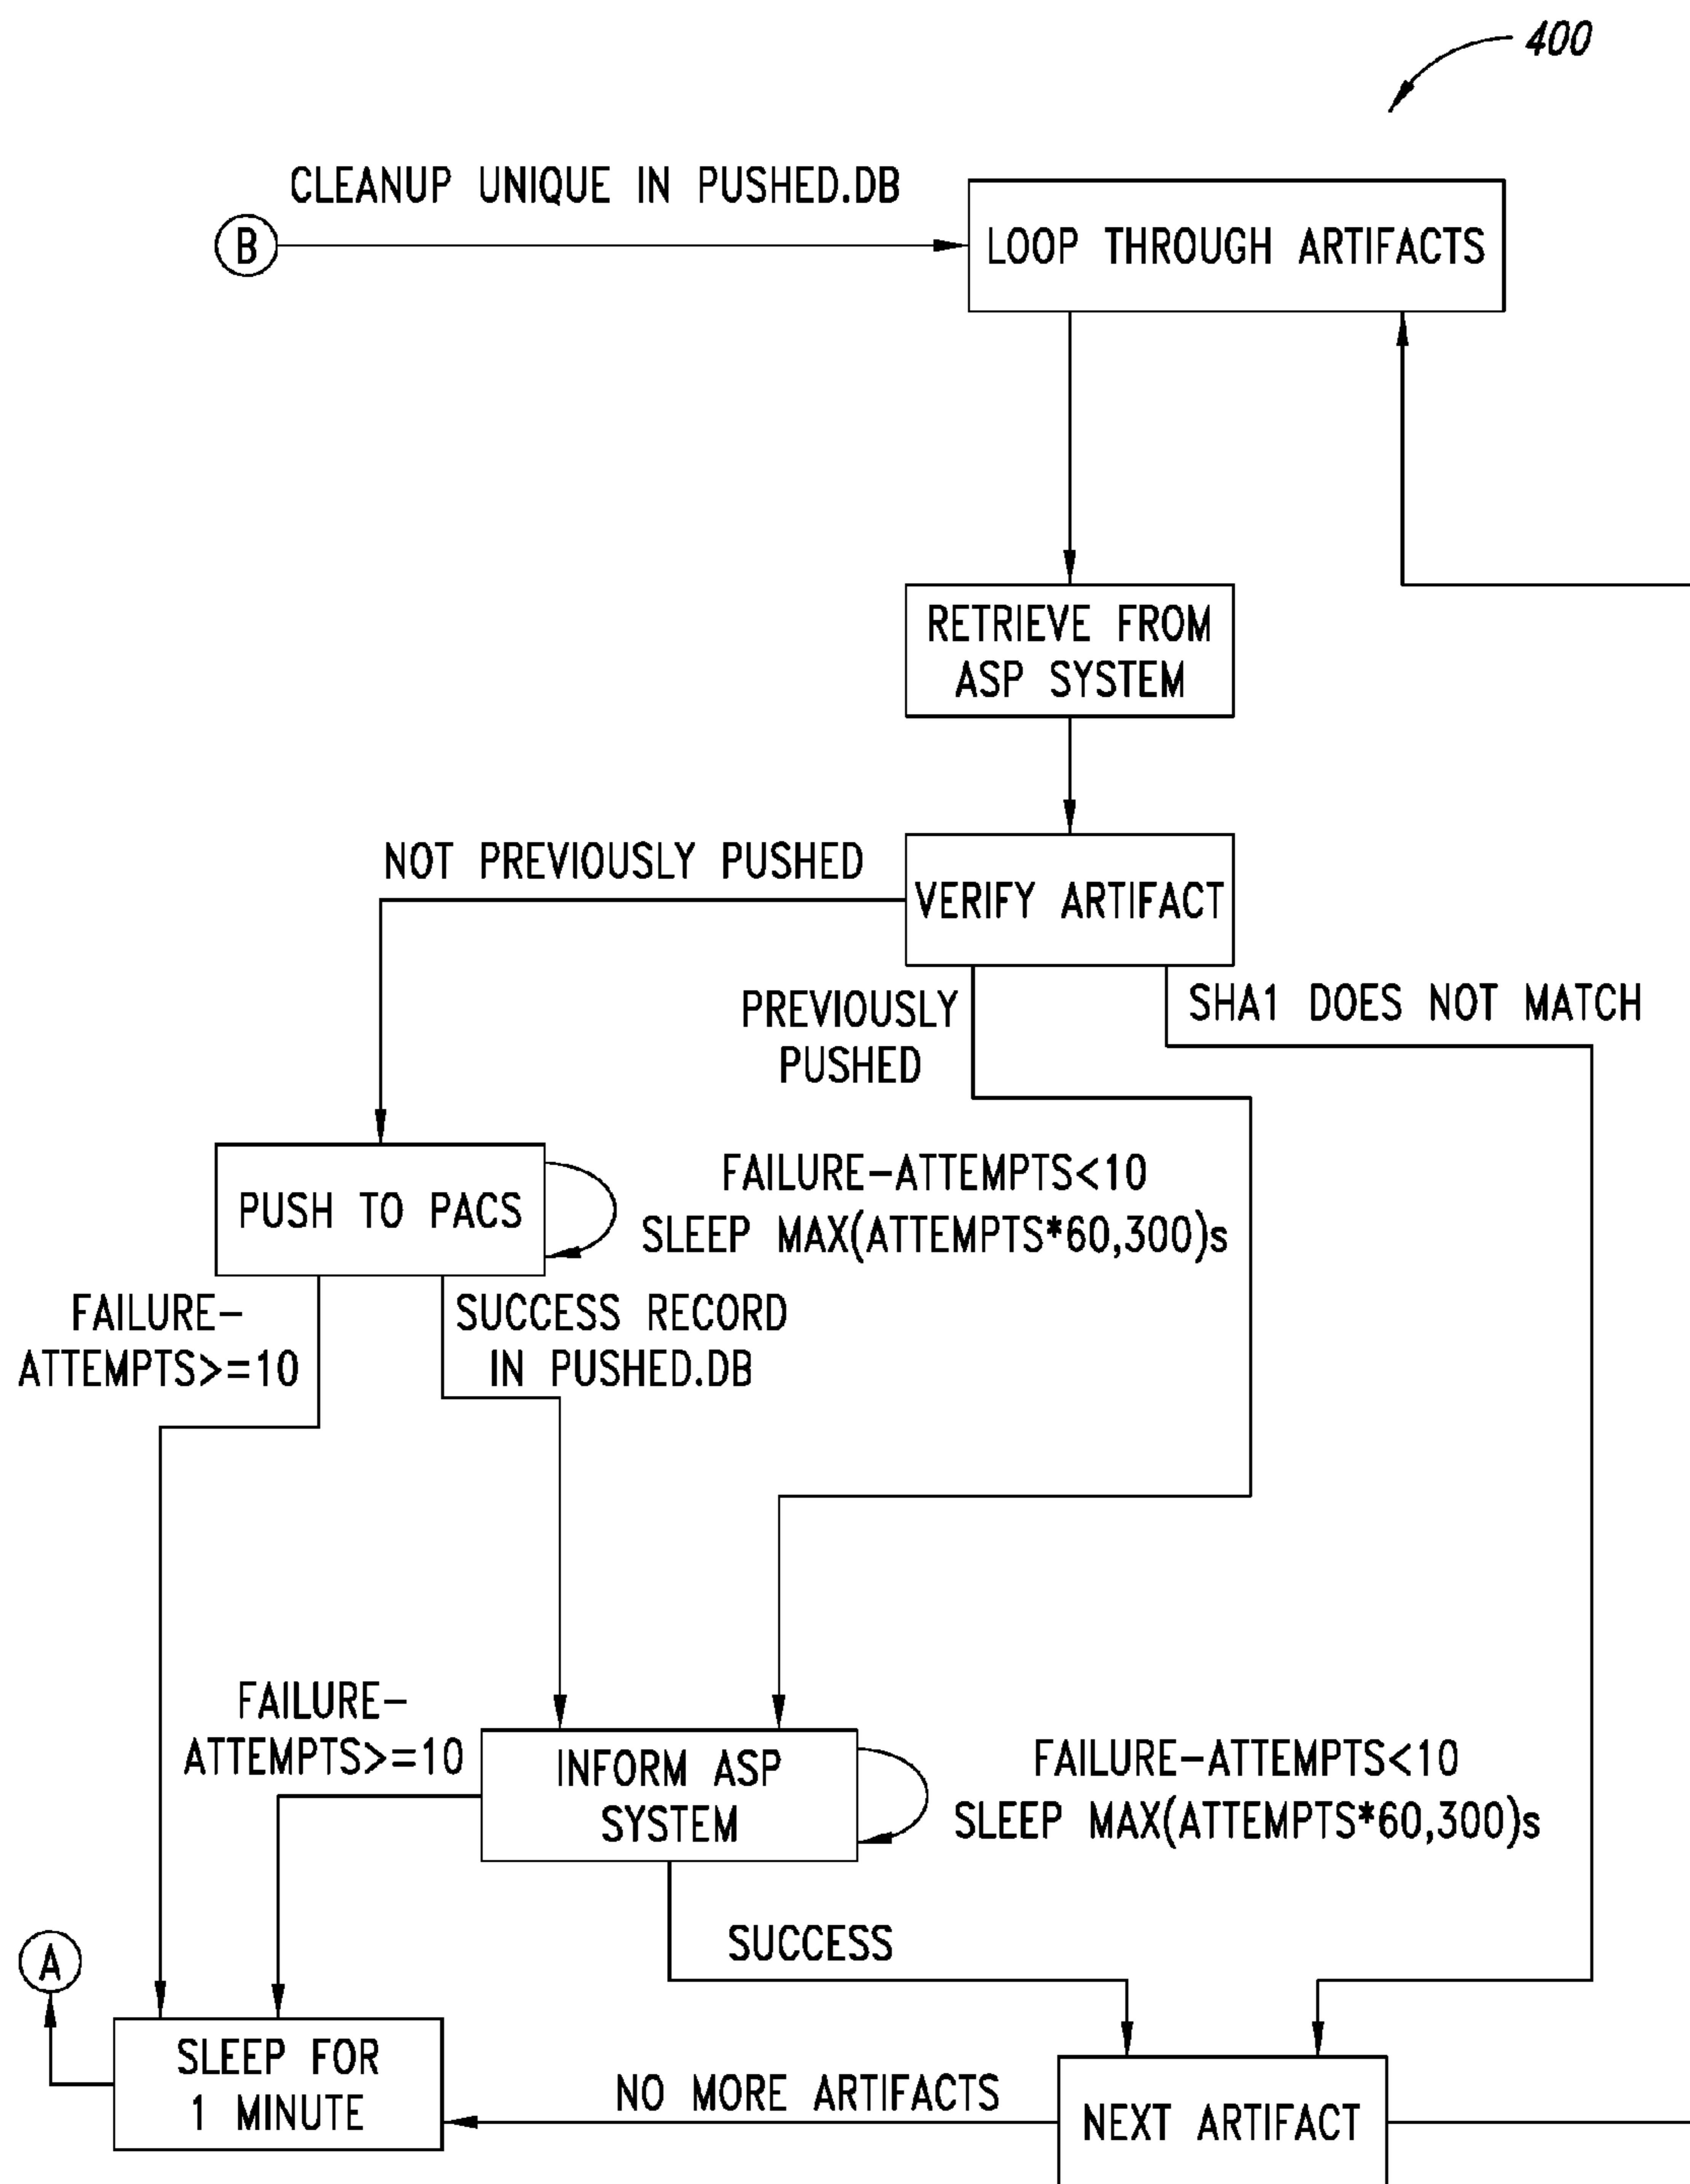 400
CLEANUP UNIQUE IN PUSHED.DB
B
LOOP THROUGH ARTIFACTS
RETRIEVE FROM
ASP SYSTEM
NOT PREVIOUSLY PUSHED
VERIFY ARTIFACT
PREVIOUSLY
PUSHED
SHA1 DOES NOT MATCH
PUSH TO PACS
FAILURE-ATTEMPTS<10
SLEEP MAX(ATTEMPTS*60,300)s
FAILURE-
ATTEMPTS>=10
SUCCESS RECORD
IN PUSHED.DB
FAILURE-
ATTEMPTS>=10
INFORM ASP
SYSTEM
FAILURE-ATTEMPTS<10
SLEEP MAX(ATTEMPTS*60,300)s
SUCCESS
A
SLEEP FOR
1 MINUTE
NO MORE ARTIFACTS
NEXT ARTIFACT